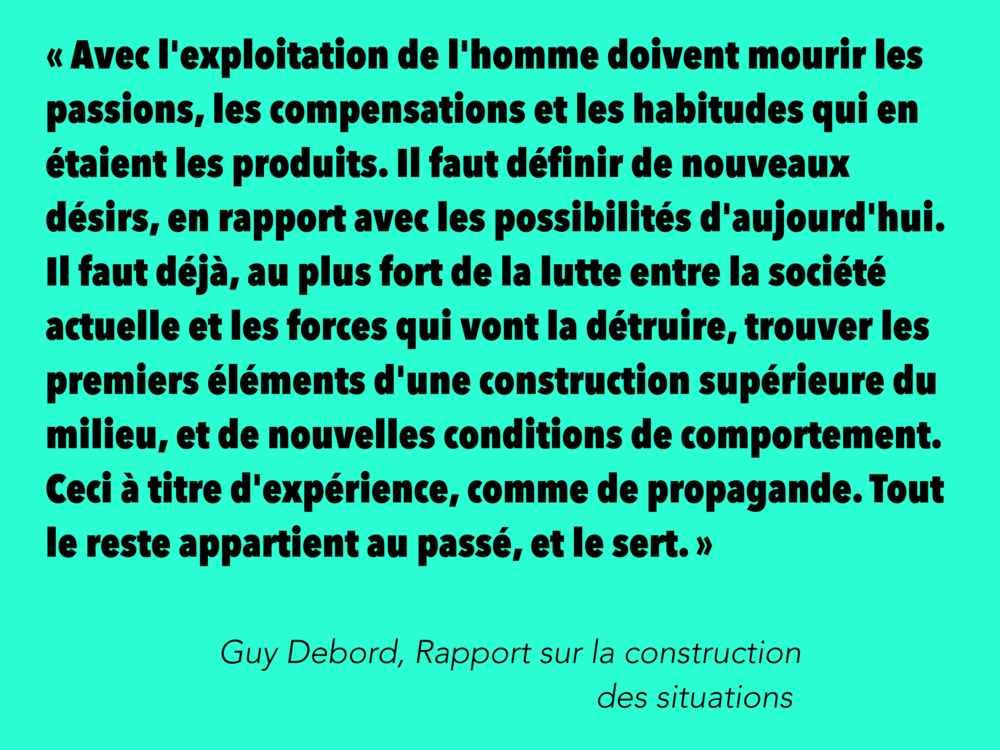 « Avec l'exploitation de l'homme doivent mourir les
passions, les compensations et les habitudes qui en
étaient les produits. Il faut définir de nouveaux
désirs, en rapport avec les possibilités d'aujourd'hui.
Il faut déjà, au plus fort de la lutte entre la société
actuelle et les forces qui vont la détruire, trouver les
premiers éléments d'une construction supérieure du
milieu, et de nouvelles conditions de comportement.
Ceci à titre d'expérience, comme de propagande. Tout
le reste appartient au passé, et le sert. »
Guy Debord, Rapport sur la construction
des situations